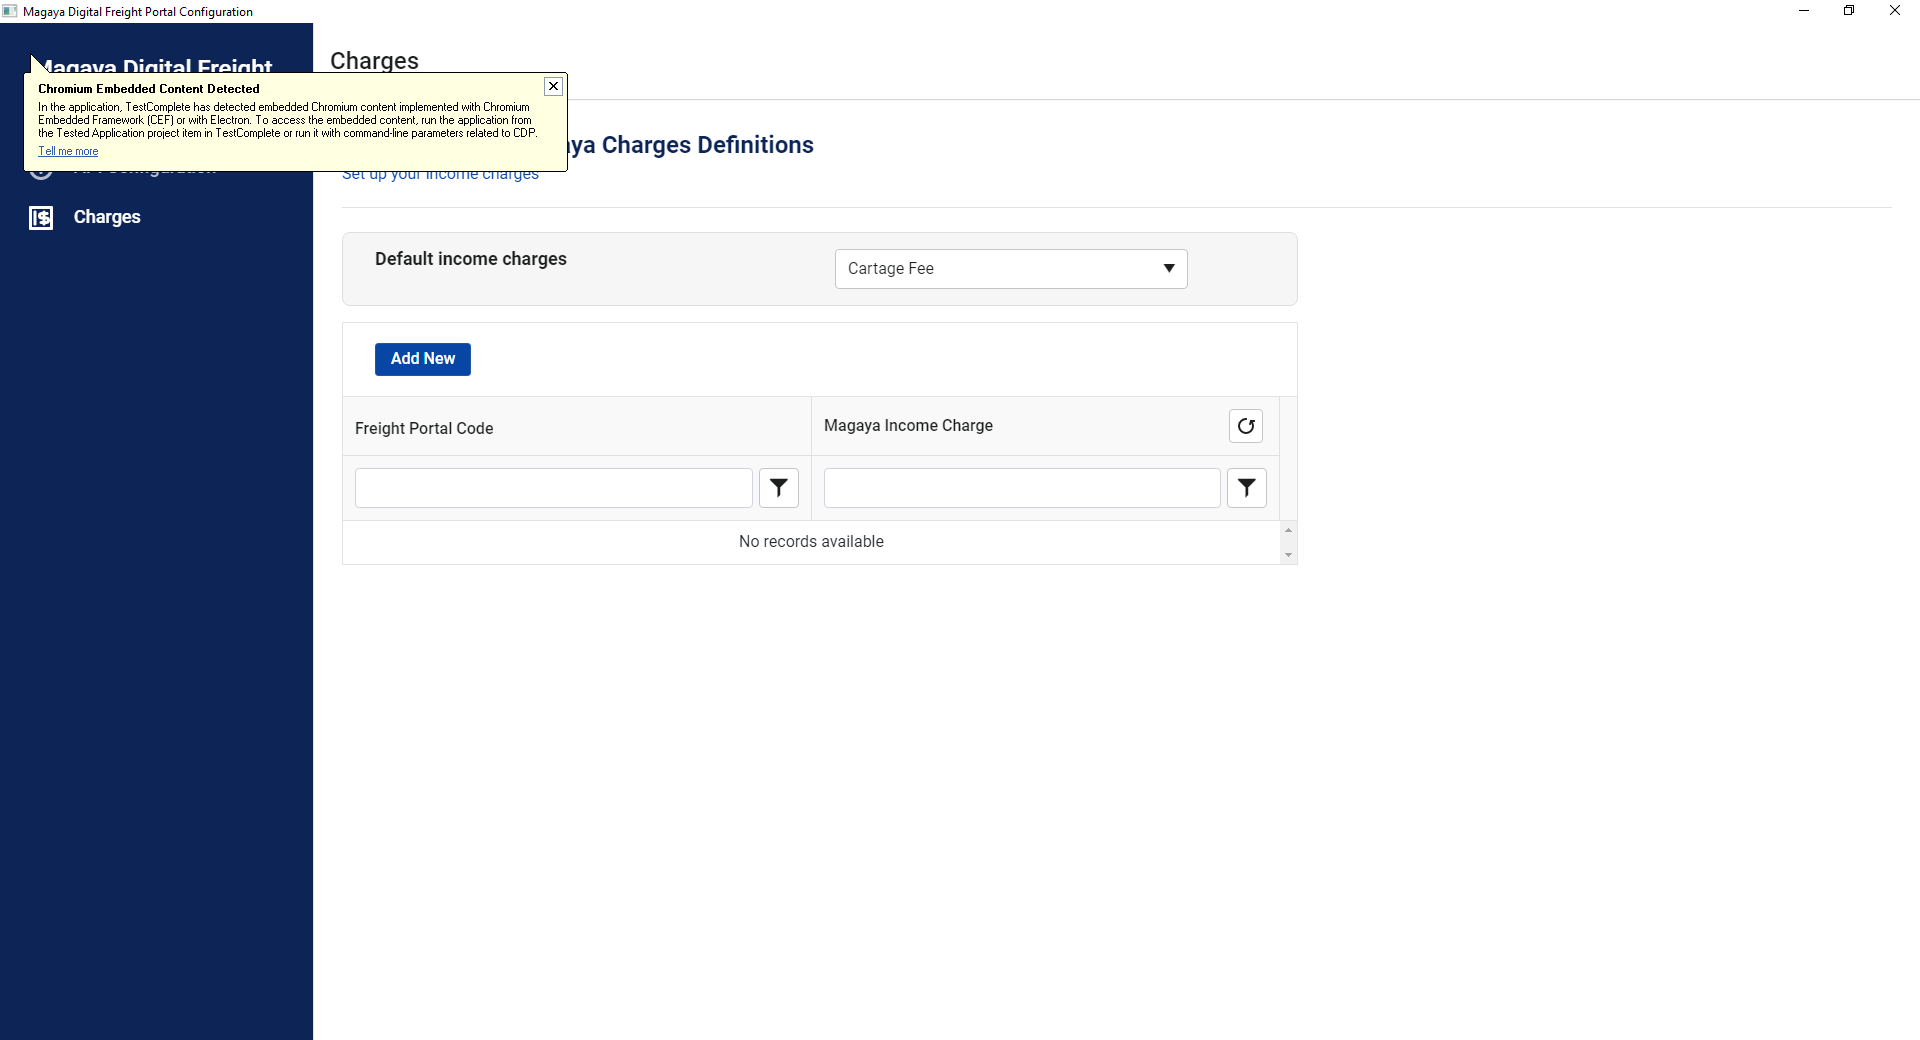 Magaya Digital Freight Portal Configuration
Magaya Digital Freight
Charges
Chromium Embedded Content Detected
In the application, TestComplete has detected embedded Chromium content implemented with Chromium
Embedded Framework (CEF) or with Electron. To access the embedded content, run the application from
the Tested Application project item in TestComplete or run it with command-line parameters related to CDP.
Tell me more
aya Charges Definitions
Set up your income charges
API Configuration
Charges
Default income charges
Cartage Fee
Add New
Freight Portal Code
Magaya Income Charge
No records available